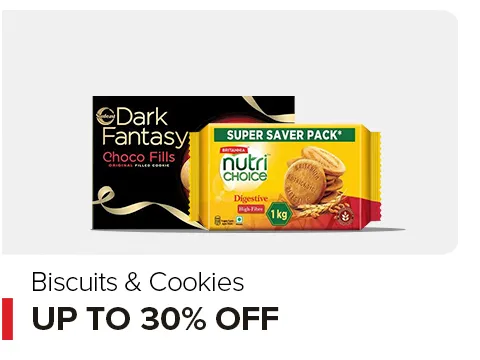 Dark
Fantasy
Choco Fills
ORIGINAL FILLED COOKIE
SUPER SAVER PACK*
BRITANNIA
nutri
CHOICE
Digestive
High Fibre
1 kg
Biscuits & Cookies
UP TO 30% OFF